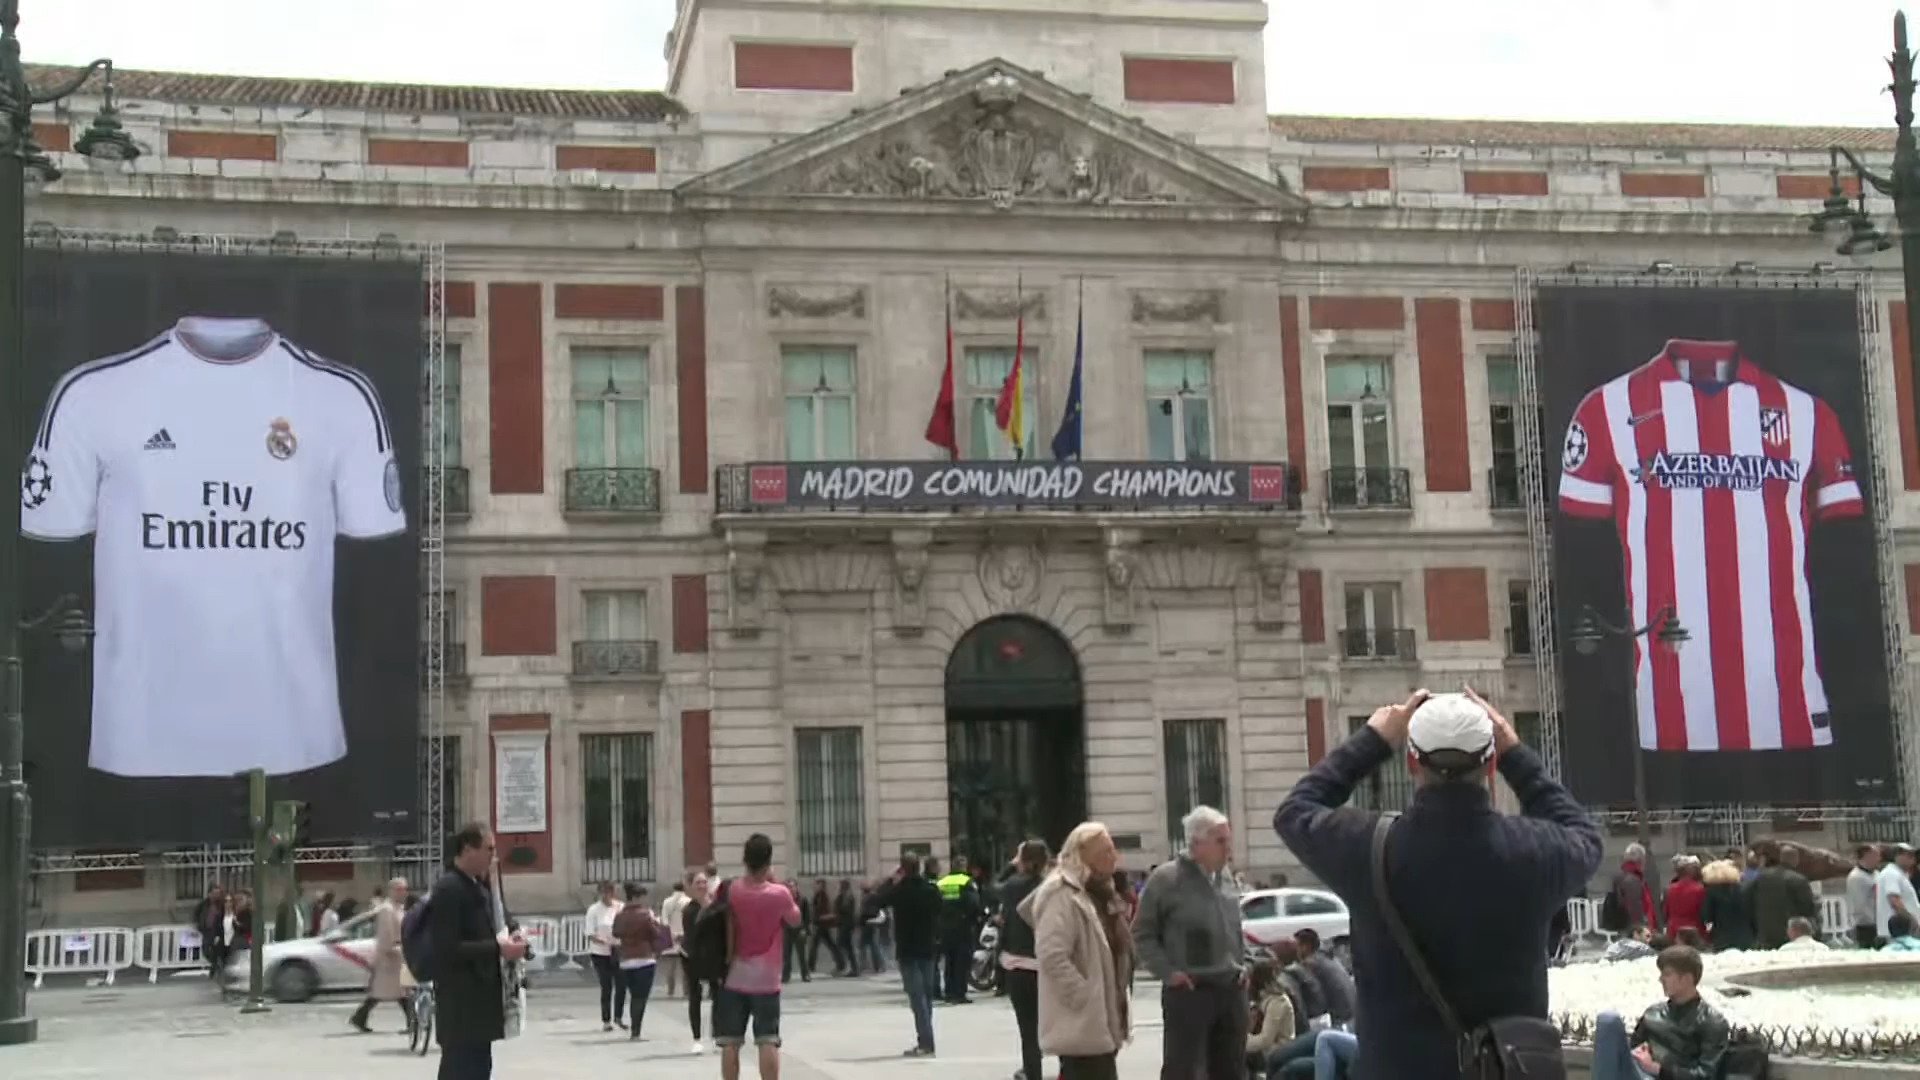 adidas
Fly
Emirates
MADRID COMUNIDAD CHAMPIONS
AZERBAIJAN
LAND OF FIRE